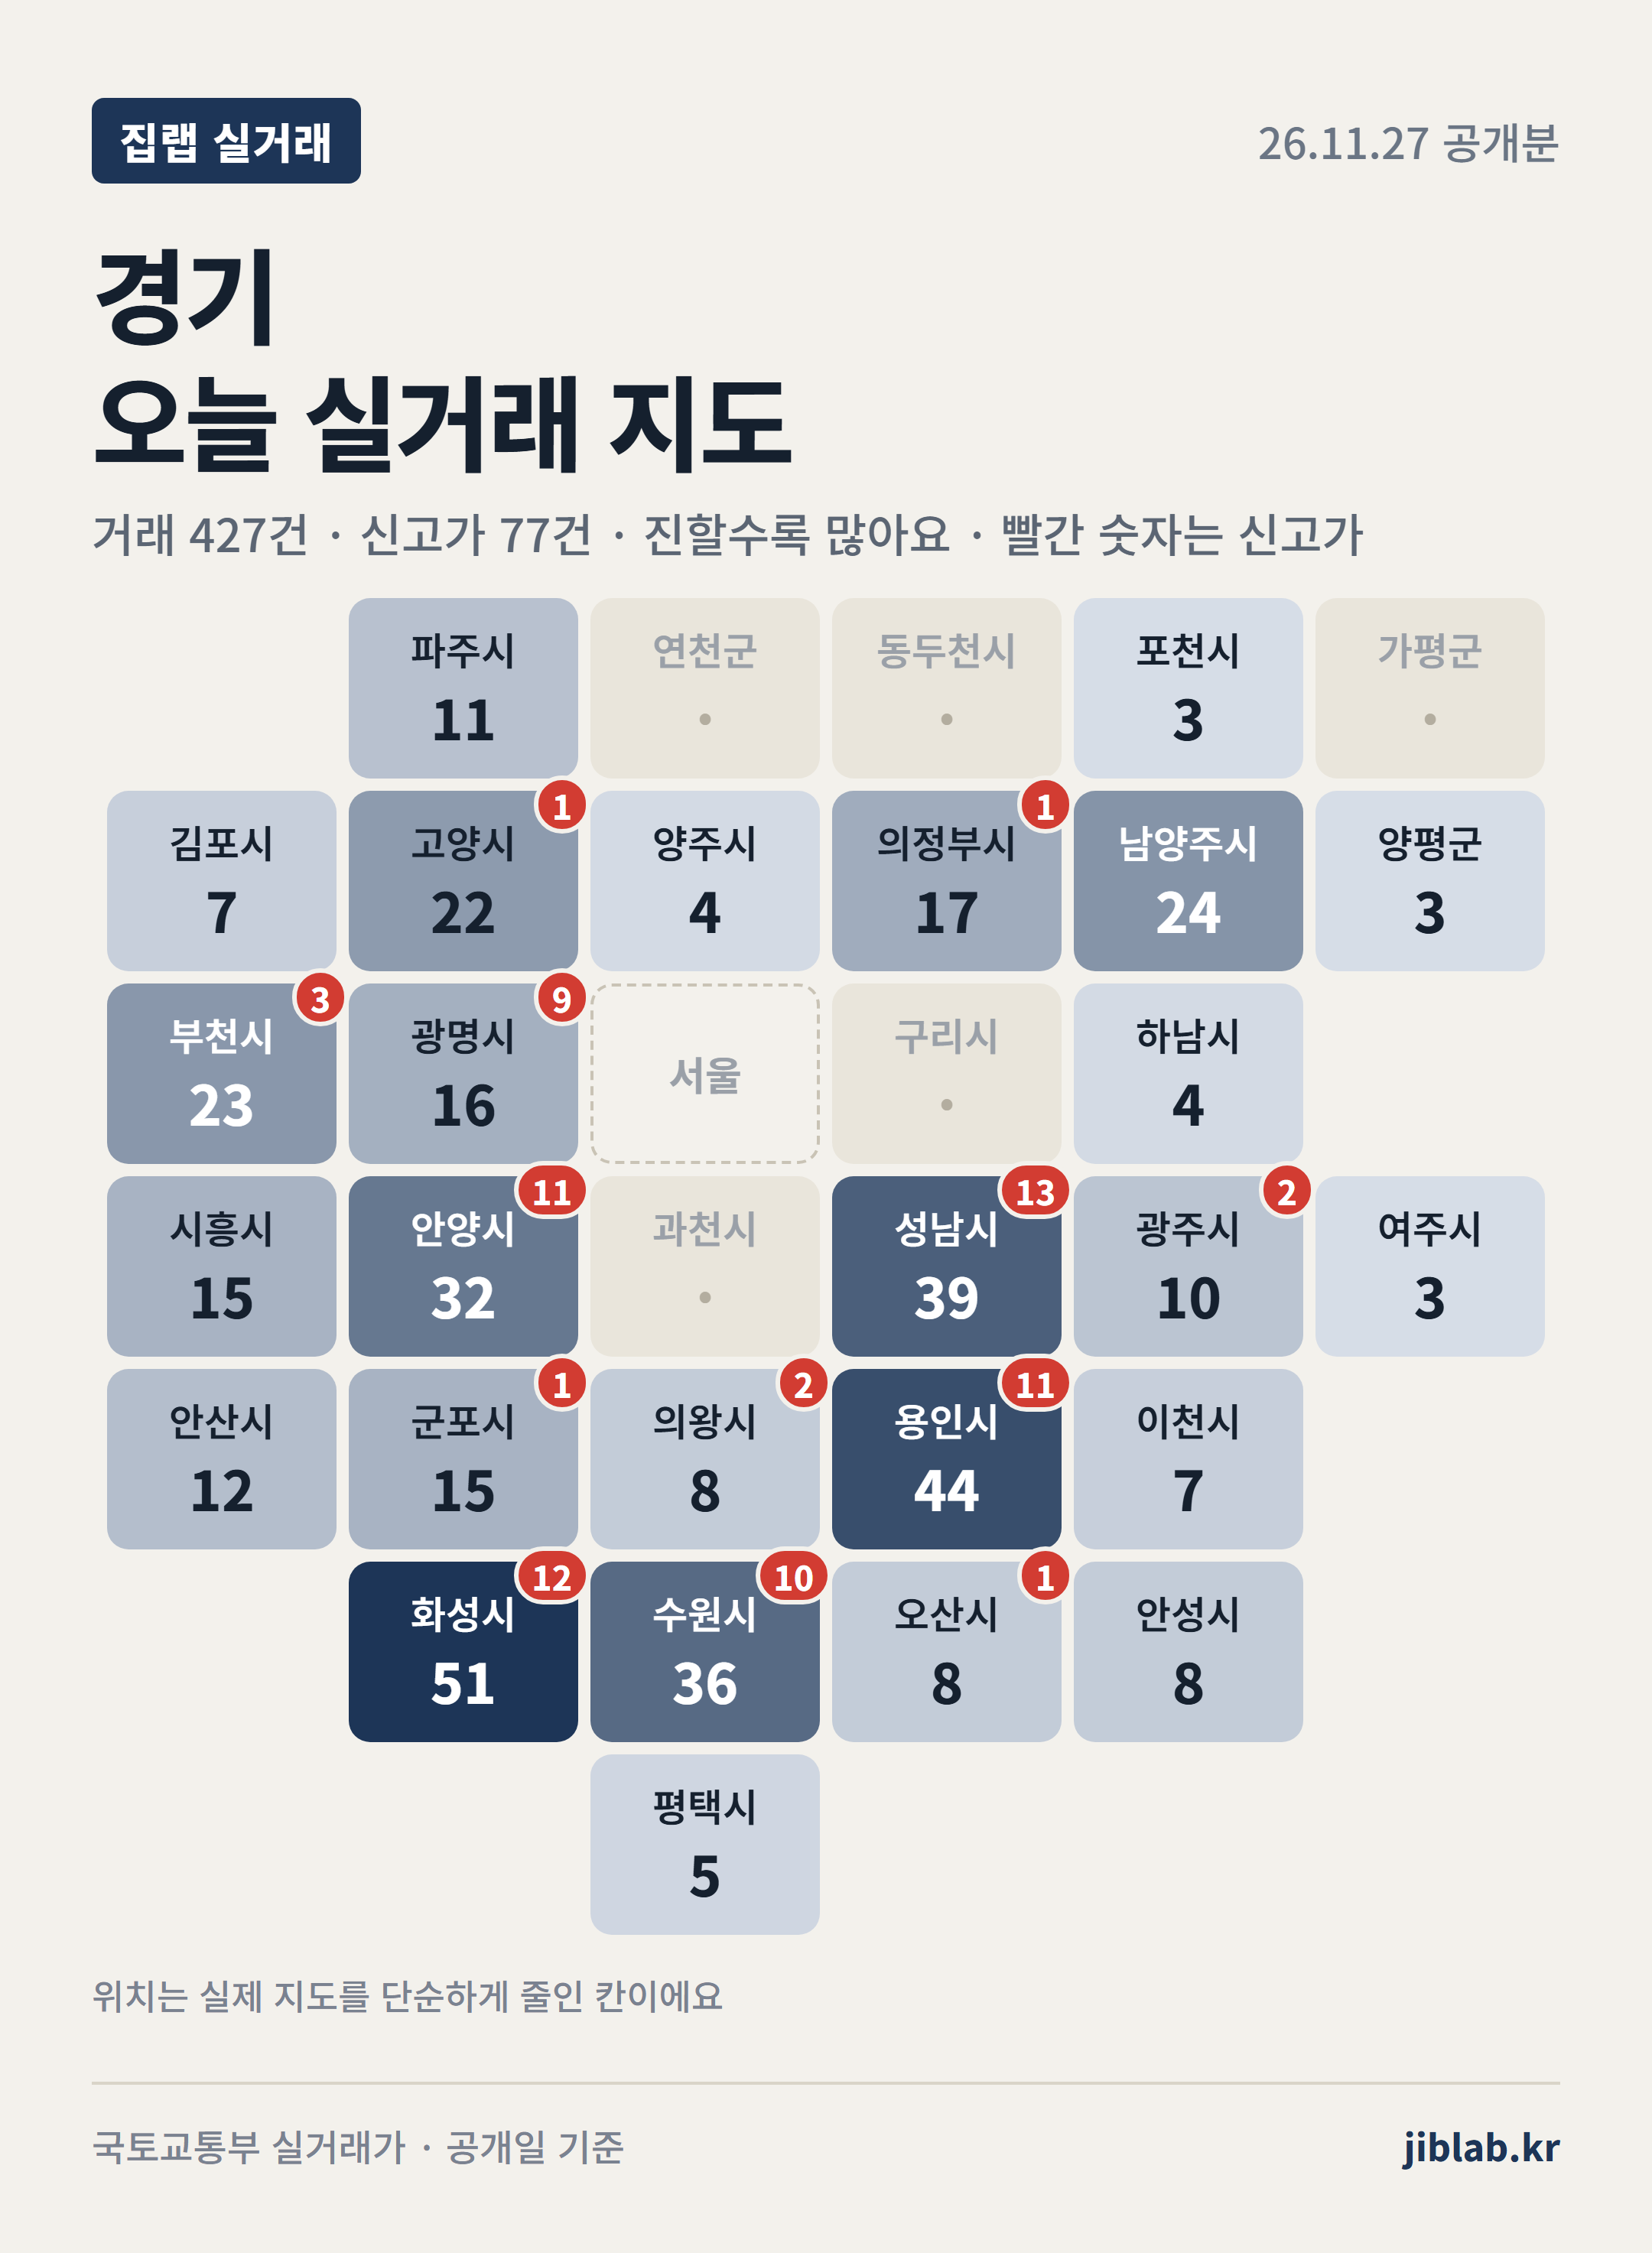 집랩 실거래
26.11.27 공개분
경기
오늘 실거래 지도
거래 427건 · 신고가 77건 · 진할수록 많아요 · 빨간 숫자는 신고가
파주시
11
연천군
·
동두천시
·
포천시
3
가평군
·
김포시
7
고양시
22
1
양주시
4
의정부시
17
1
남양주시
24
양평군
3
부천시
23
3
광명시
16
9
서울
구리시
·
하남시
4
시흥시
15
안양시
32
11
과천시
·
성남시
39
13
광주시
10
2
여주시
3
안산시
12
군포시
15
1
의왕시
8
2
용인시
44
11
이천시
7
화성시
51
12
수원시
36
10
오산시
8
1
안성시
8
평택시
5
위치는 실제 지도를 단순하게 줄인 칸이에요
국토교통부 실거래가 · 공개일 기준
jiblab.kr